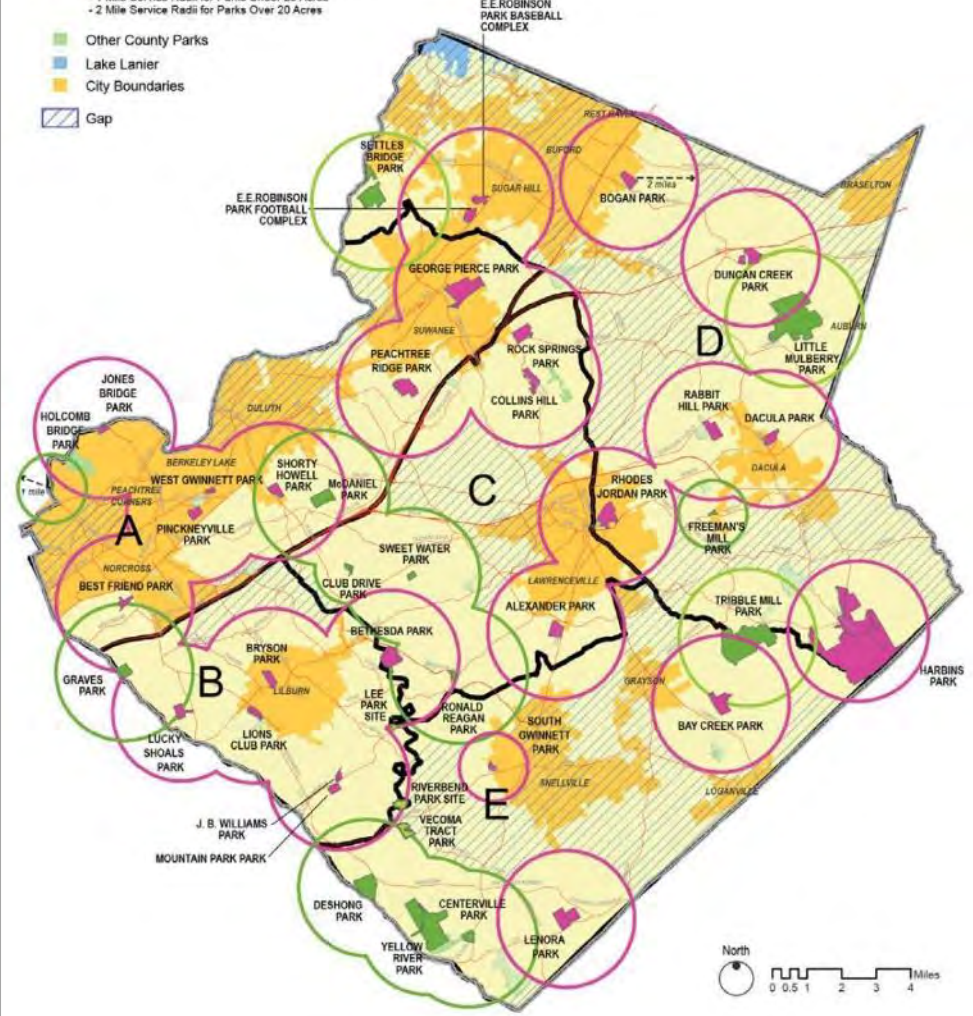 - 2 Mile Service Radii for Parks Over 20 Acres
Other County Parks
Lake Lanier
City Boundaries
Gap
E.E.ROBINSON
PARK BASEBALL
COMPLEX
REST HAVEN
SETTLES
BRIDGE
PARK
BUFORD
SUGAR HILL
2 miles
BOGAN PARK
BRASELTON
E.E.ROBINSON
PARK FOOTBALL
COMPLEX
GEORGE PIERCE PARK
DUNCAN CREEK
PARK
SUWANEE
AUBURN
LITTLE
MULBERRY
PARK
D
PEACHTREE
RIDGE PARK
ROCK SPRINGS
PARK
COLLINS HILL
PARK
JONES
BRIDGE
PARK
HOLCOMB
BRIDGE
PARK
DULUTH
RABBIT
HILL PARK
DACULA PARK
DACULA
BERKELEY LAKE
WEST GWINNETT PARK
SHORTY
HOWELL
PARK
McDANIEL
PARK
C
RHODES
JORDAN PARK
1 mile
PEACHTREE
CORNERS
A
PINCKNEYVILLE
PARK
FREEMAN'S
MILL
PARK
SWEET WATER
PARK
NORCROSS
BEST FRIEND PARK
CLUB DRIVE
PARK
LAWRENCEVILLE
ALEXANDER PARK
TRIBBLE MILL
PARK
BETHESDA PARK
BRYSON
PARK
LILBURN
GRAVES
PARK
B
LEE
PARK
SITE
RONALD
REAGAN
PARK
GRAYSON
HARBINS
PARK
BAY CREEK PARK
LUCKY
SHOALS
PARK
LIONS
CLUB PARK
SOUTH
GWINNETT
PARK
SNELLVILLE
LOGANVILLE
E
RIVERBEND
PARK SITE
J. B. WILLIAMS
PARK
VECOMA
TRACT
PARK
MOUNTAIN PARK PARK
DESHONG
PARK
CENTERVILLE
PARK
YELLOW
RIVER
PARK
LENORA
PARK
North
Miles
0 0.5 1 2 3 4